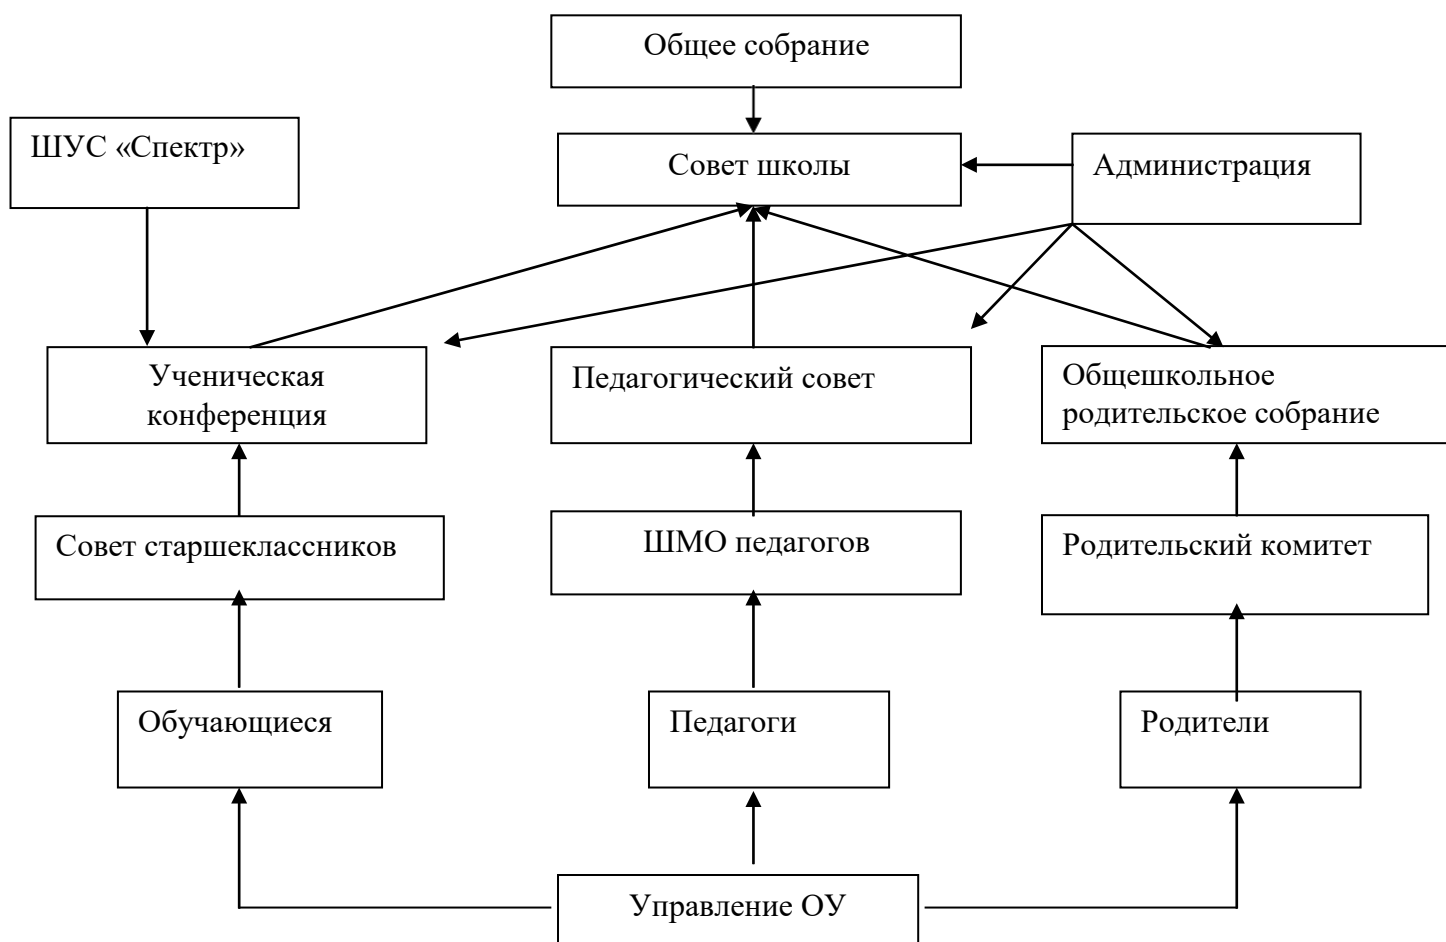 Общее собрание
ШУС «Спектр»
Совет школы
Администрация
Ученическая
конференция
Педагогический совет
Общешкольное
родительское собрание
Совет старшеклассников
ШМО педагогов
Родительский комитет
Обучающиеся
Педагоги
Родители
Управление ОУ